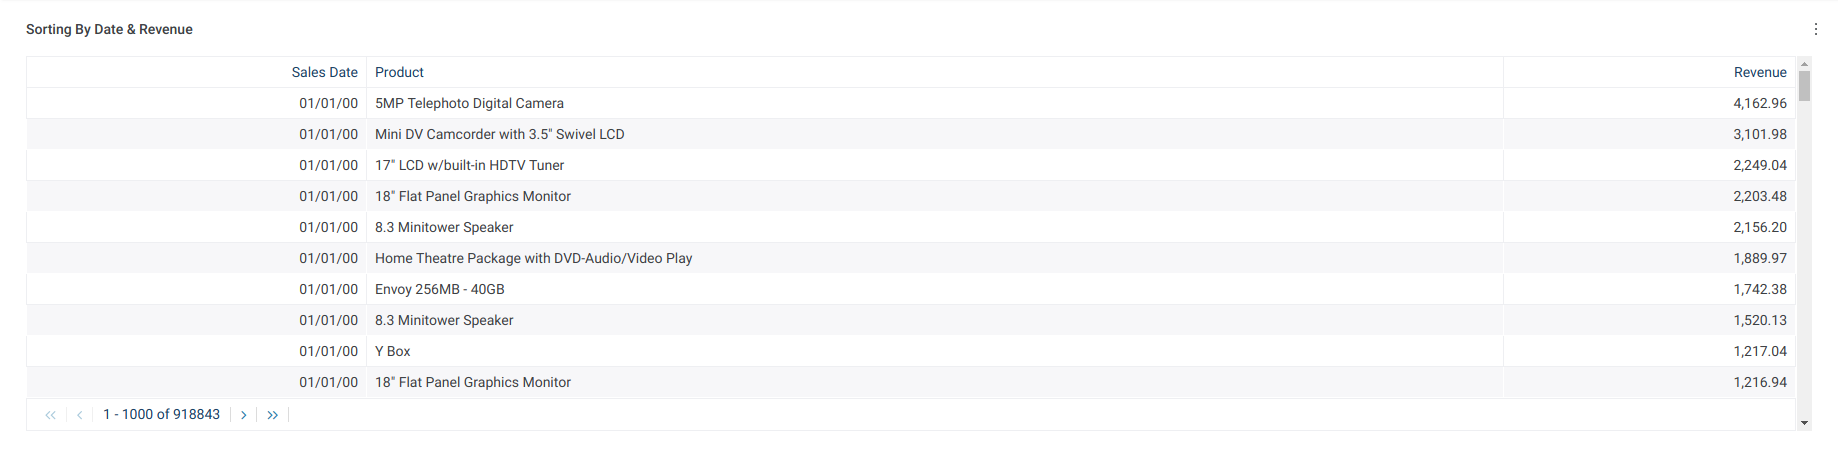 Sorting By Date & Revenue
Sales Date Product Revenue
01/01/00 5MP Telephoto Digital Camera 4,162.96
01/01/00 Mini DV Camcorder with 3.5" Swivel LCD 3,101.98
01/01/00 17" LCD w/built-in HDTV Tuner 2,249.04
01/01/00 18" Flat Panel Graphics Monitor 2,203.48
01/01/00 8.3 Minitower Speaker 2,156.20
01/01/00 Home Theatre Package with DVD-Audio/Video Play 1,889.97
01/01/00 Envoy 256MB - 40GB 1,742.38
01/01/00 8.3 Minitower Speaker 1,520.13
01/01/00 Y Box 1,217.04
01/01/00 18" Flat Panel Graphics Monitor 1,216.94
1 - 1000 of 918843